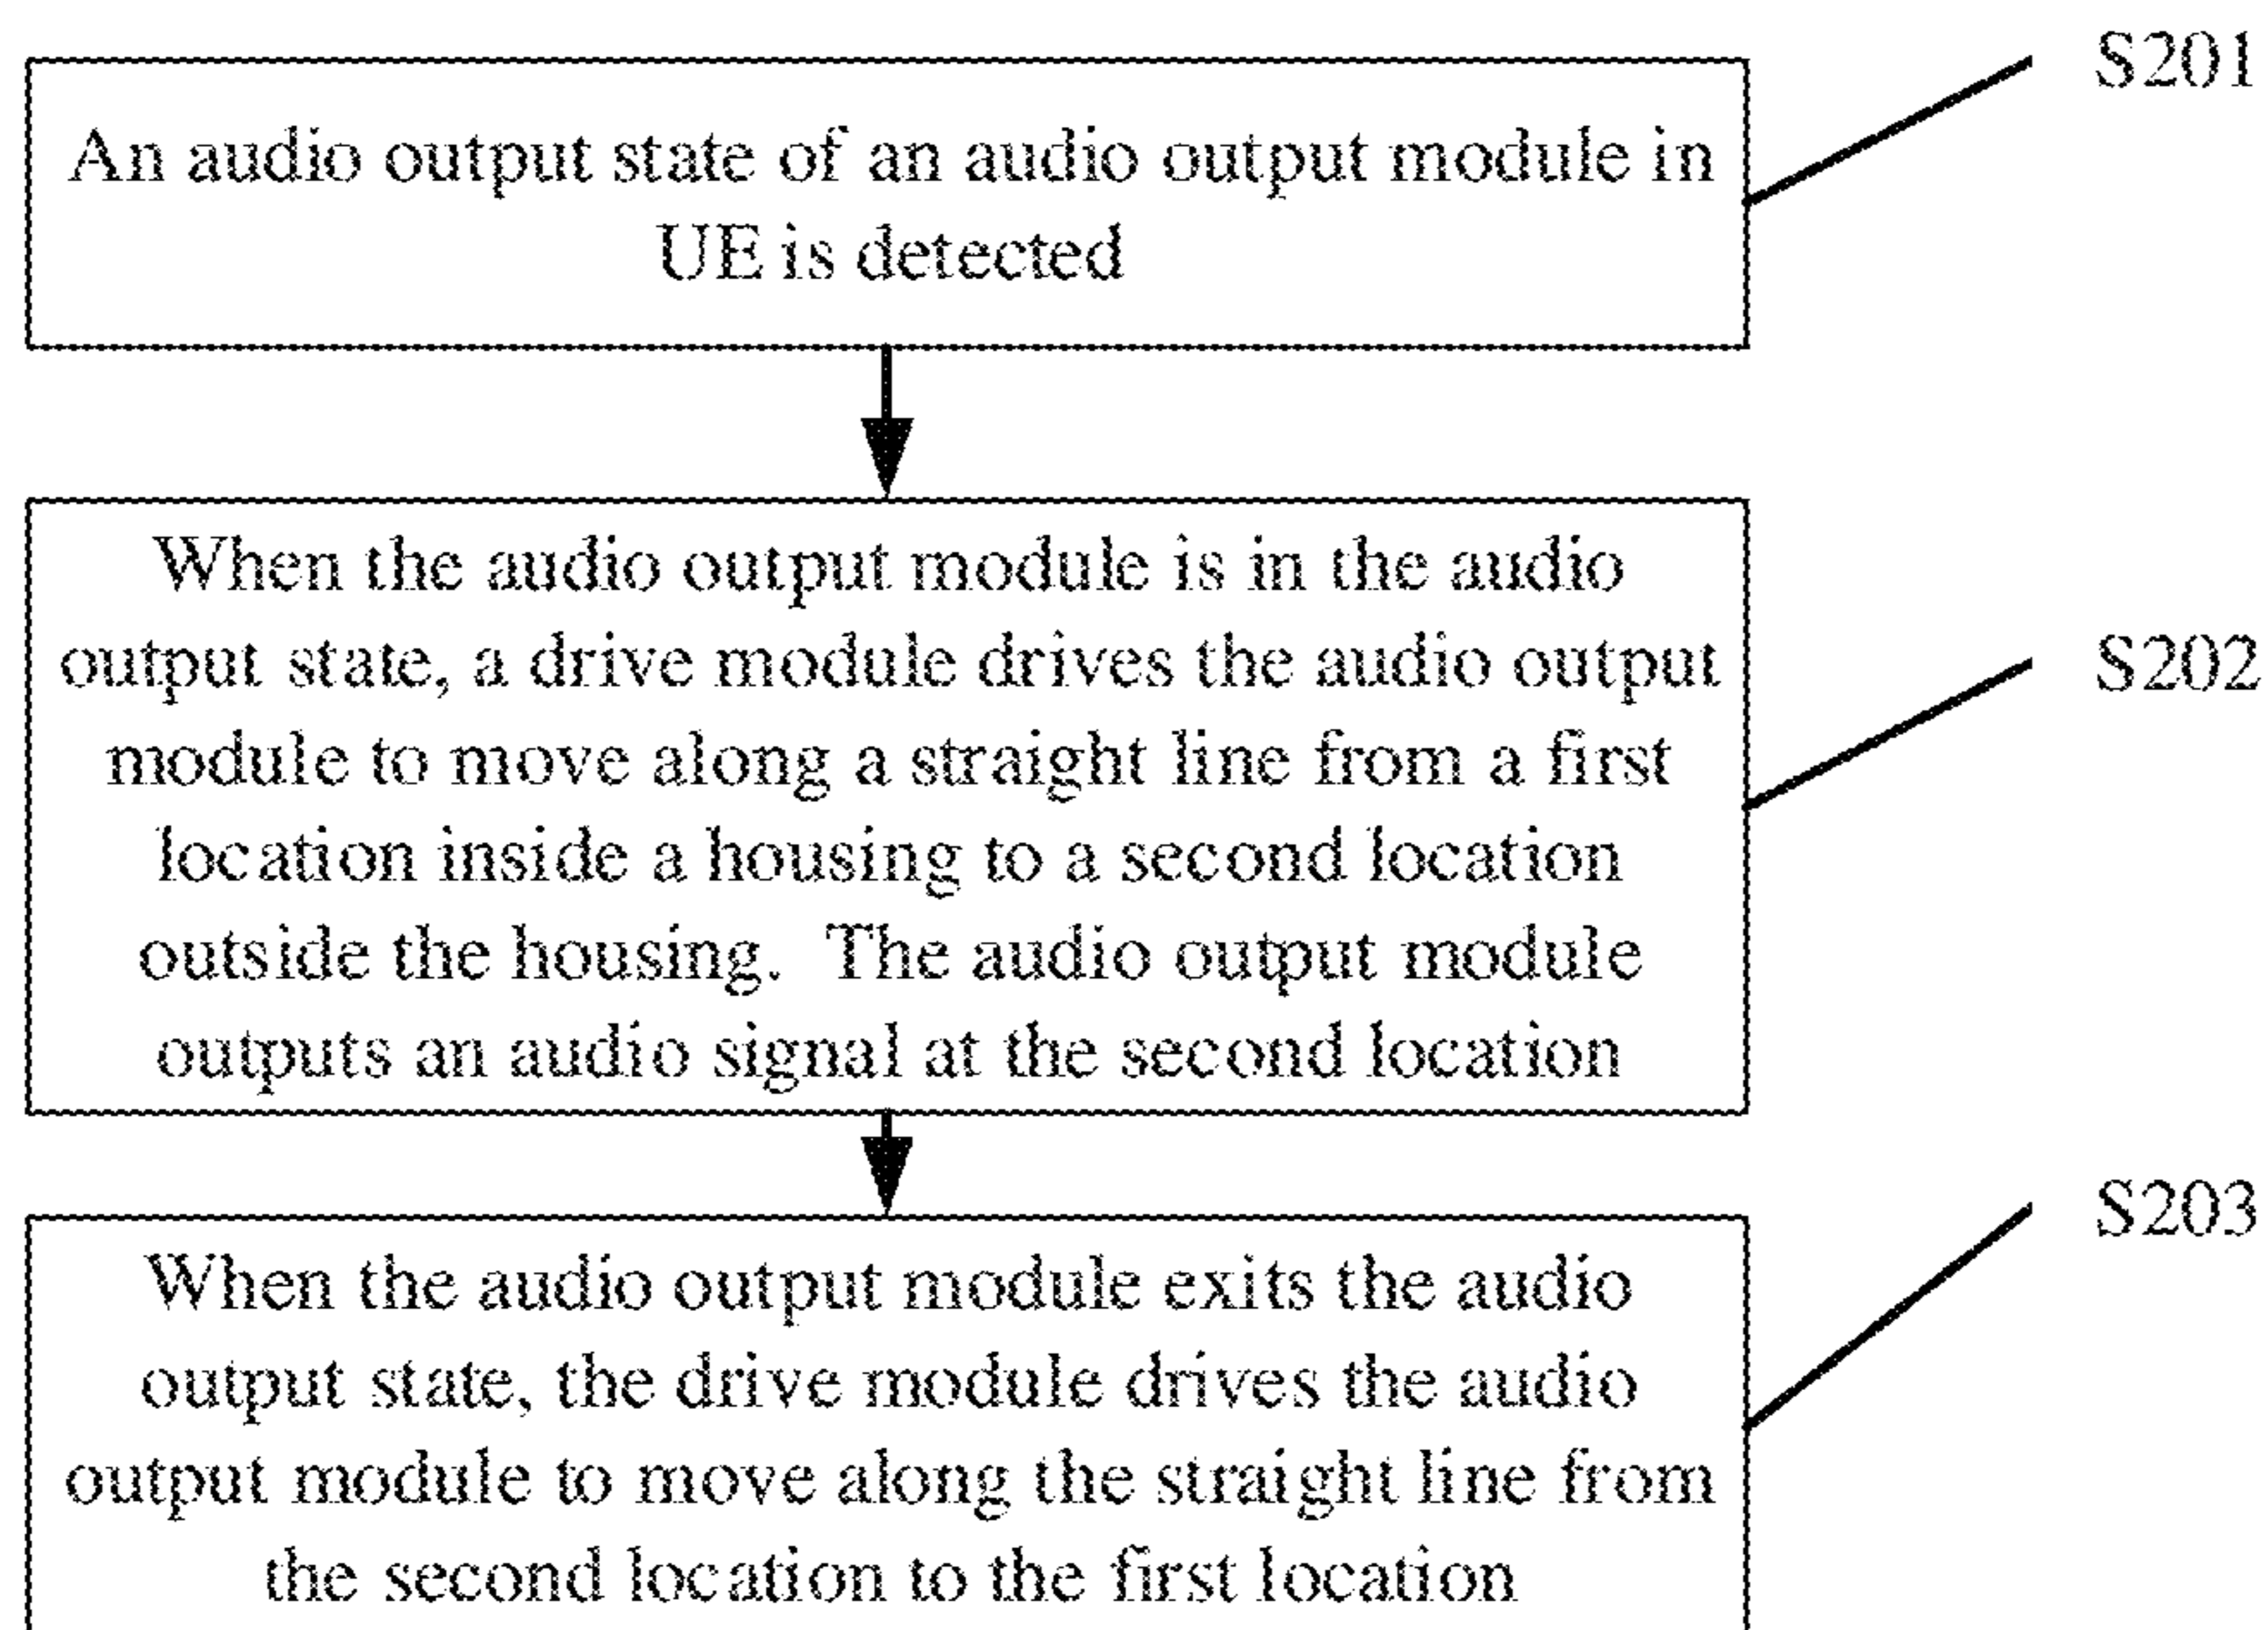 S201
An audio output state of an audio output module in
UE is detected
When the audio output module is in the audio
output state, a drive module drives the audio output
module to move along a straight line from a first
location inside a housing to a second location
outside the housing. The audio output module
outputs an audio signal at the second location
S202
When the audio output module exits the audio
output state, the drive module drives the audio
output module to move along the straight line from
the second location to the first location
S203